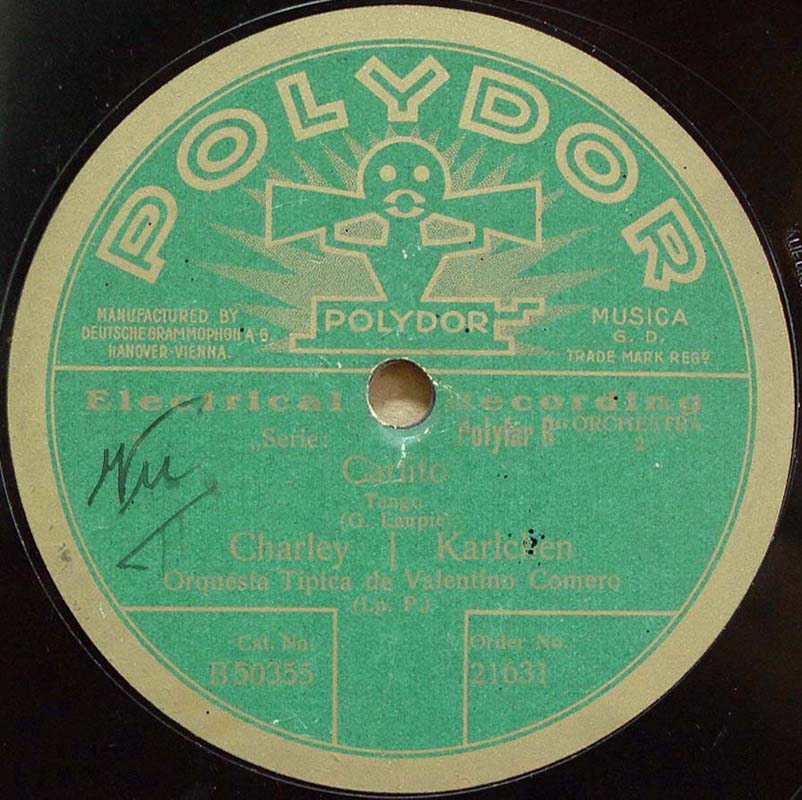 POLYDOR
POLYDOR
MANUFACTURED BY
DEUTSCHE GRAMMOPHON A.G.
HANOVER-VIENNA.
MUSICA
G. D.
TRADE MARK REGD
Electrical Recording
„Serie: „Polyfar R“ ORCHESTRA
2
Carlito
Tango
(G. Laupie)
Charley | Karlchen
Orquesta Tipica de Valentino Comero
(Lp. P.)
Cat. No.
B 50355
Order No.
21631